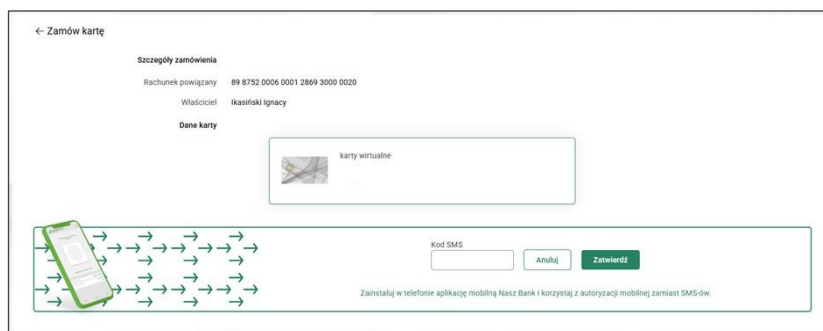 ← Zamów kartę
Szczegóły zamówienia
Rachunek powiązany 89 8752 0006 0001 2869 3000 0020
Właściciel Ikasiński Ignacy
Dane karty
karty wirtualne
Kod SMS
Anuluj Zatwierdź
Zainstaluj w telefonie aplikację mobilną Nasz Bank i korzystaj z autoryzacji mobilnej zamiast SMS-ów.